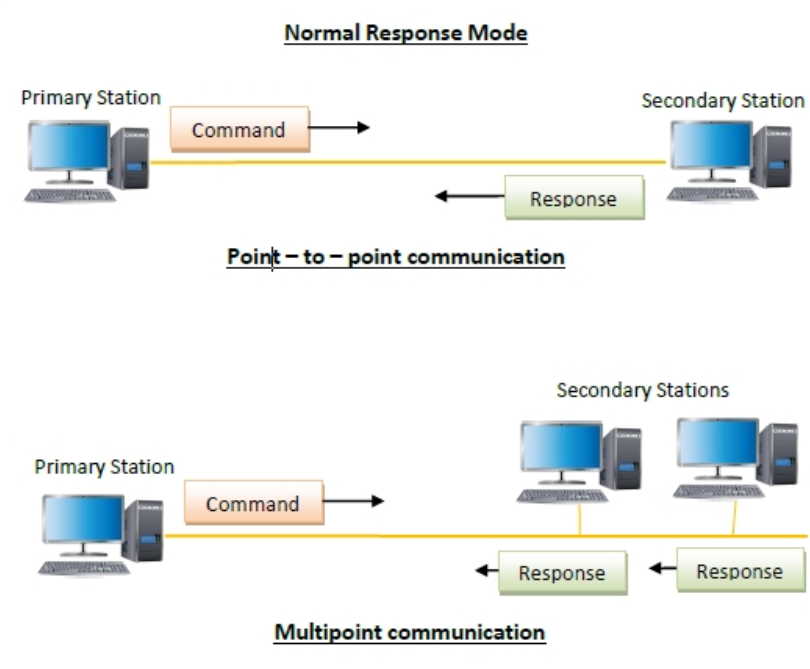 Normal Response Mode
Primary Station
Secondary Station
Command
Response
Point – to – point communication
Secondary Stations
Primary Station
Command
Response
Response
Multipoint communication